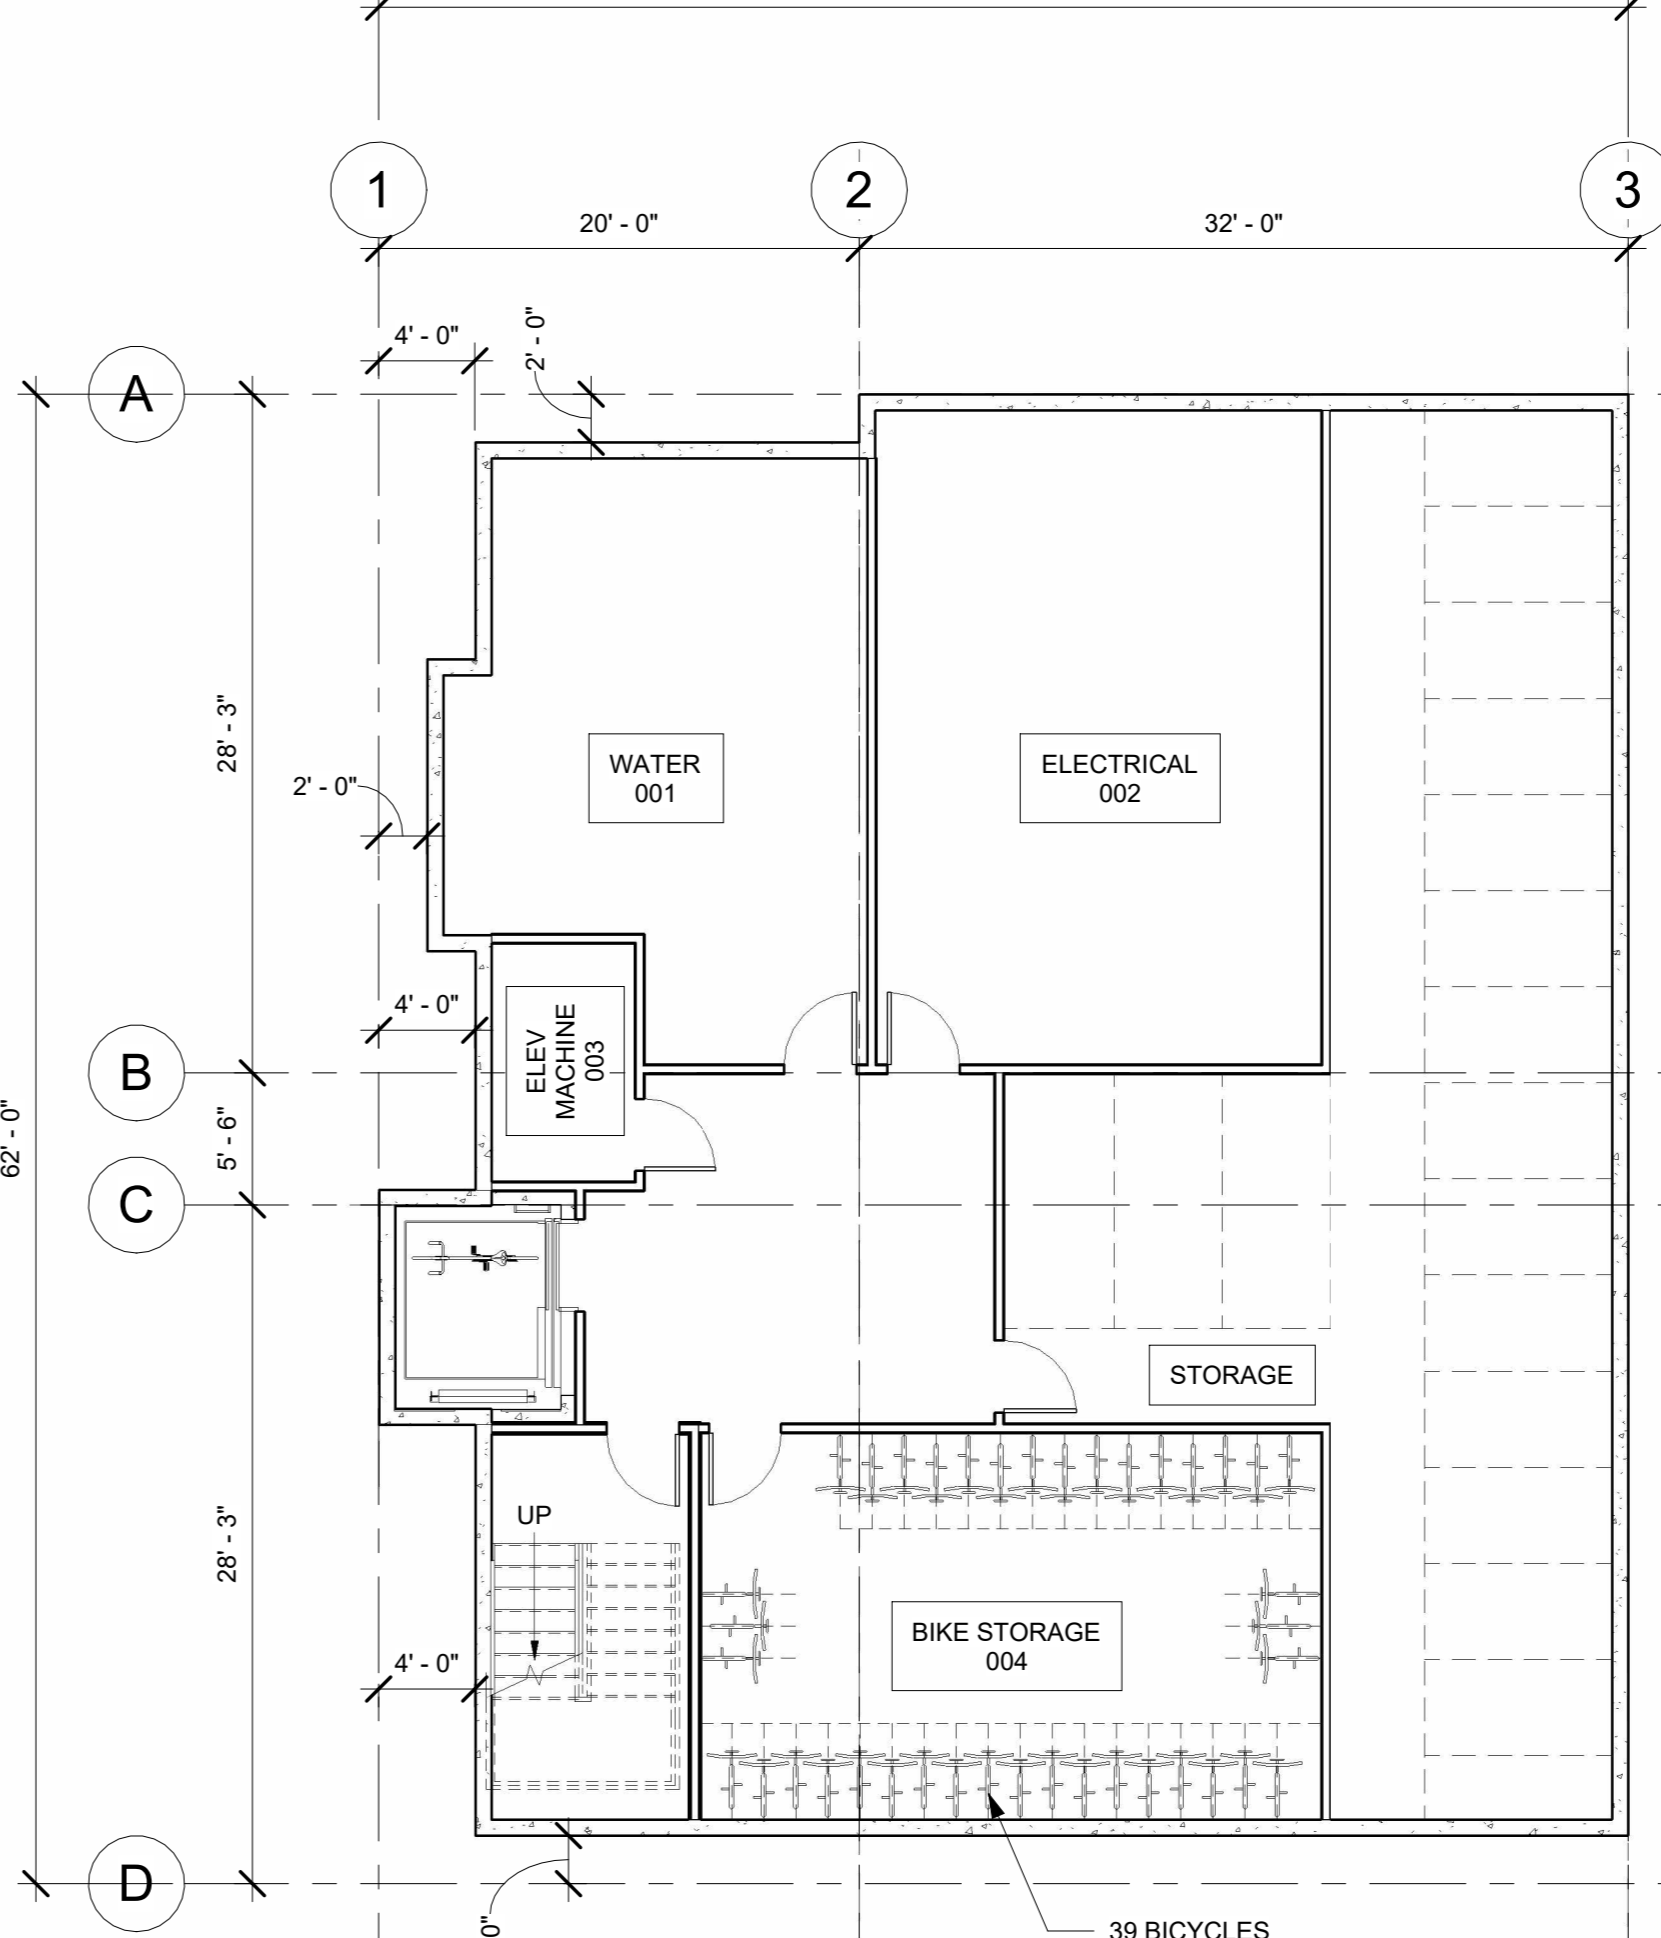 1
2
3
20' - 0"
32' - 0"
4' - 0"
2' - 0"
A
28' - 3"
WATER
001
ELECTRICAL
002
2' - 0"
4' - 0"
ELEV
MACHINE
003
B
62' - 0"
5' - 6"
C
STORAGE
UP
28' - 3"
BIKE STORAGE
004
4' - 0"
D
0"
39 BICYCLES